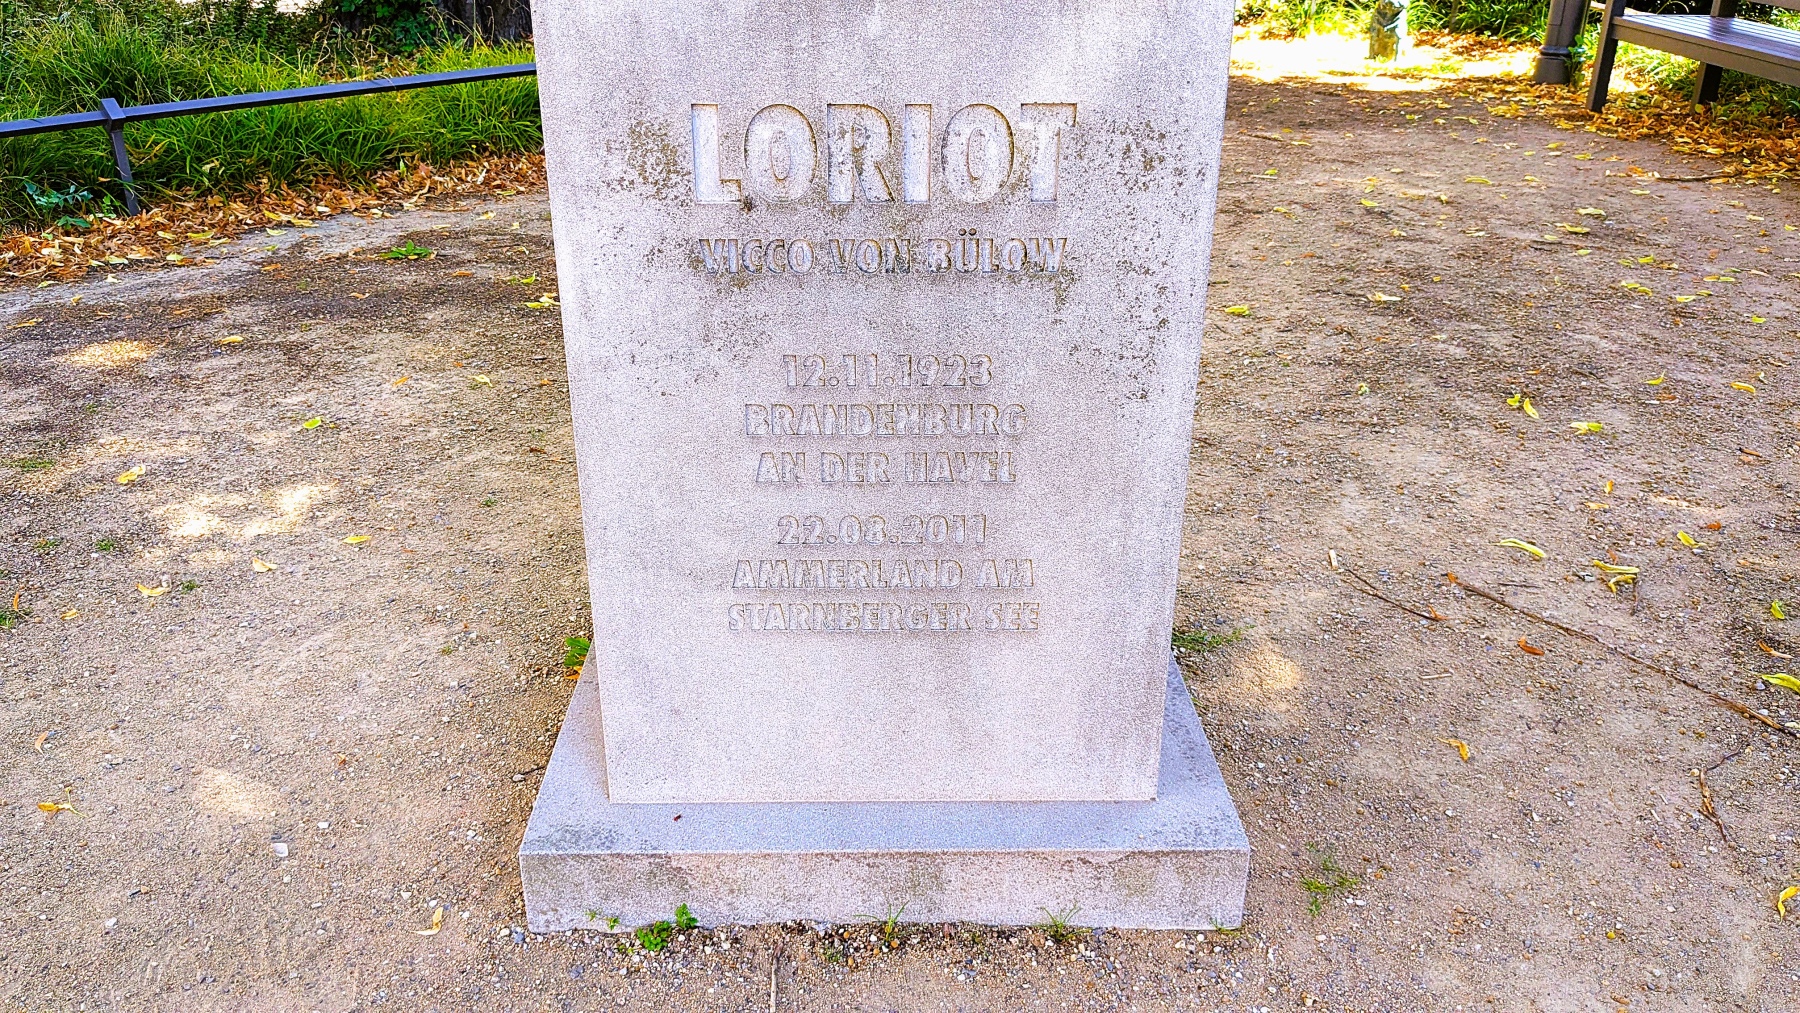 LORIOT
VICCO VON BÜLOW
12.11.1923
BRANDENBURG
AN DER HAVEL
22.08.2011
AMMERLAND AM
STARNBERGER SEE